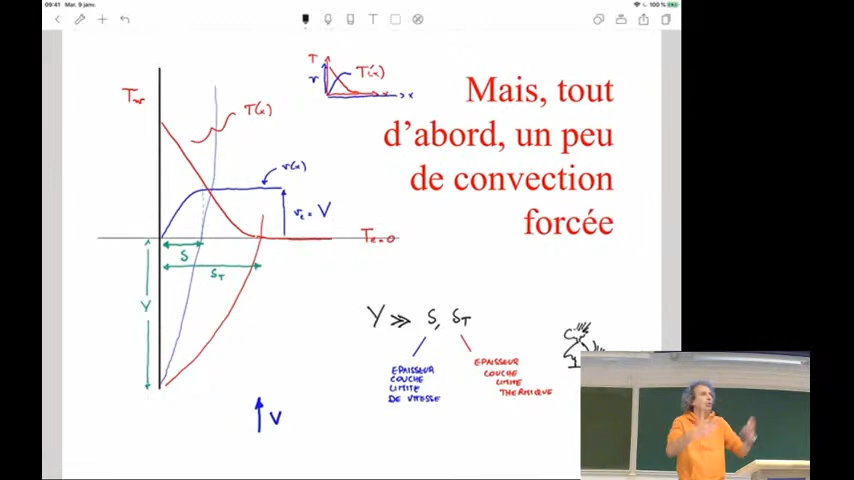 09:41 Mar. 9 janv.
100 %
T
v
T(x)
x
x
Mais, tout
d'abord, un peu
de convection
forcée
T(x)
v(x)
v∞ = V
T∞=0
δ
δT
Y
Y >> δ, δT
EPAISSEUR
COUCHE
LIMITE
DE VITESSE
EPAISSEUR
COUCHE
LIMITE
THERMIQUE
V